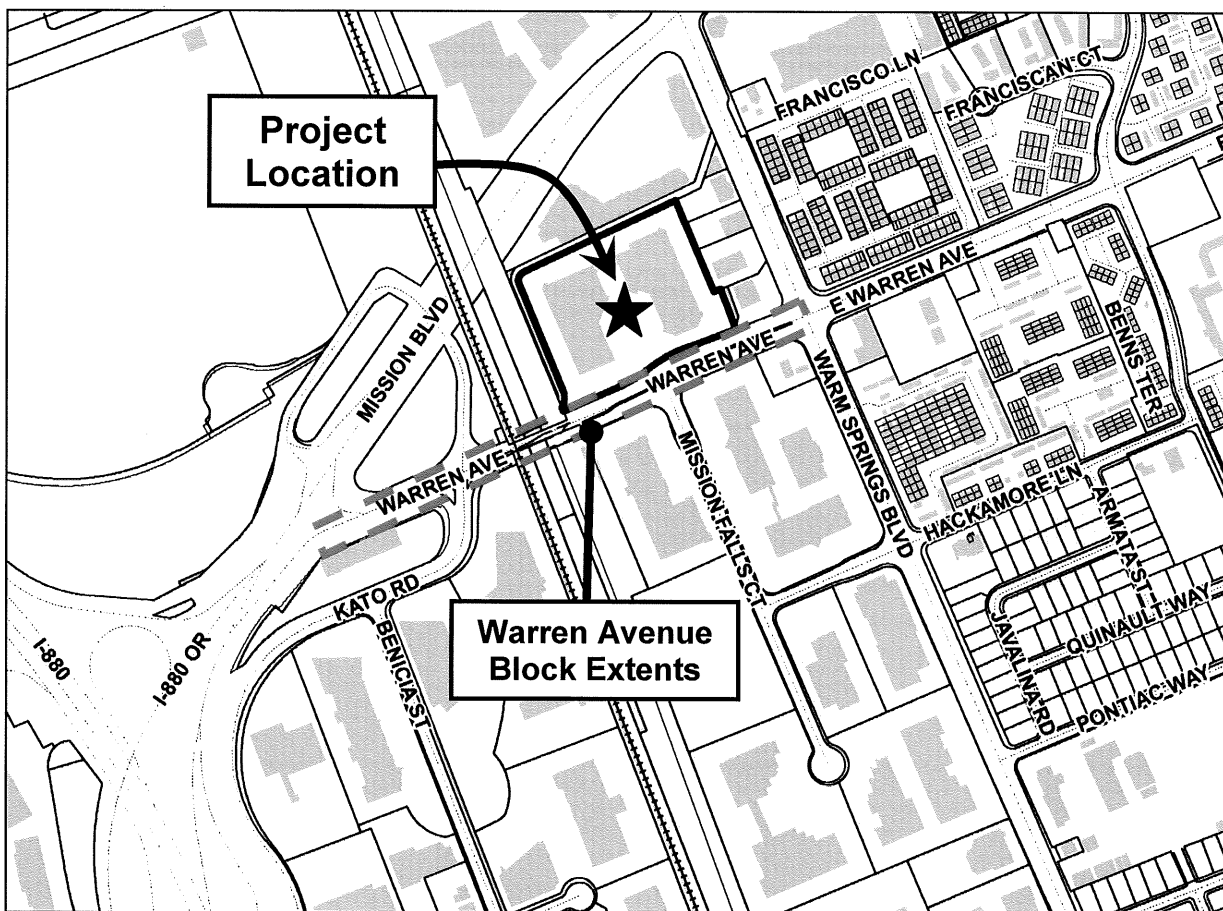 FRANCISCO LN
FRANCISCAN CT
Project
Location
MISSION BLVD
E WARREN AVE
WARREN AVE
BENNS TER
WARM SPRINGS BLVD
WARREN AVE
MISSION FALLS CT
HACKAMORE LN
ARMATA ST
KATO RD
BENICIA ST
Warren Avenue
Block Extents
JAVALINA RD
QUINAULT WAY
PONTIAC WAY
I-880
I-880 OR